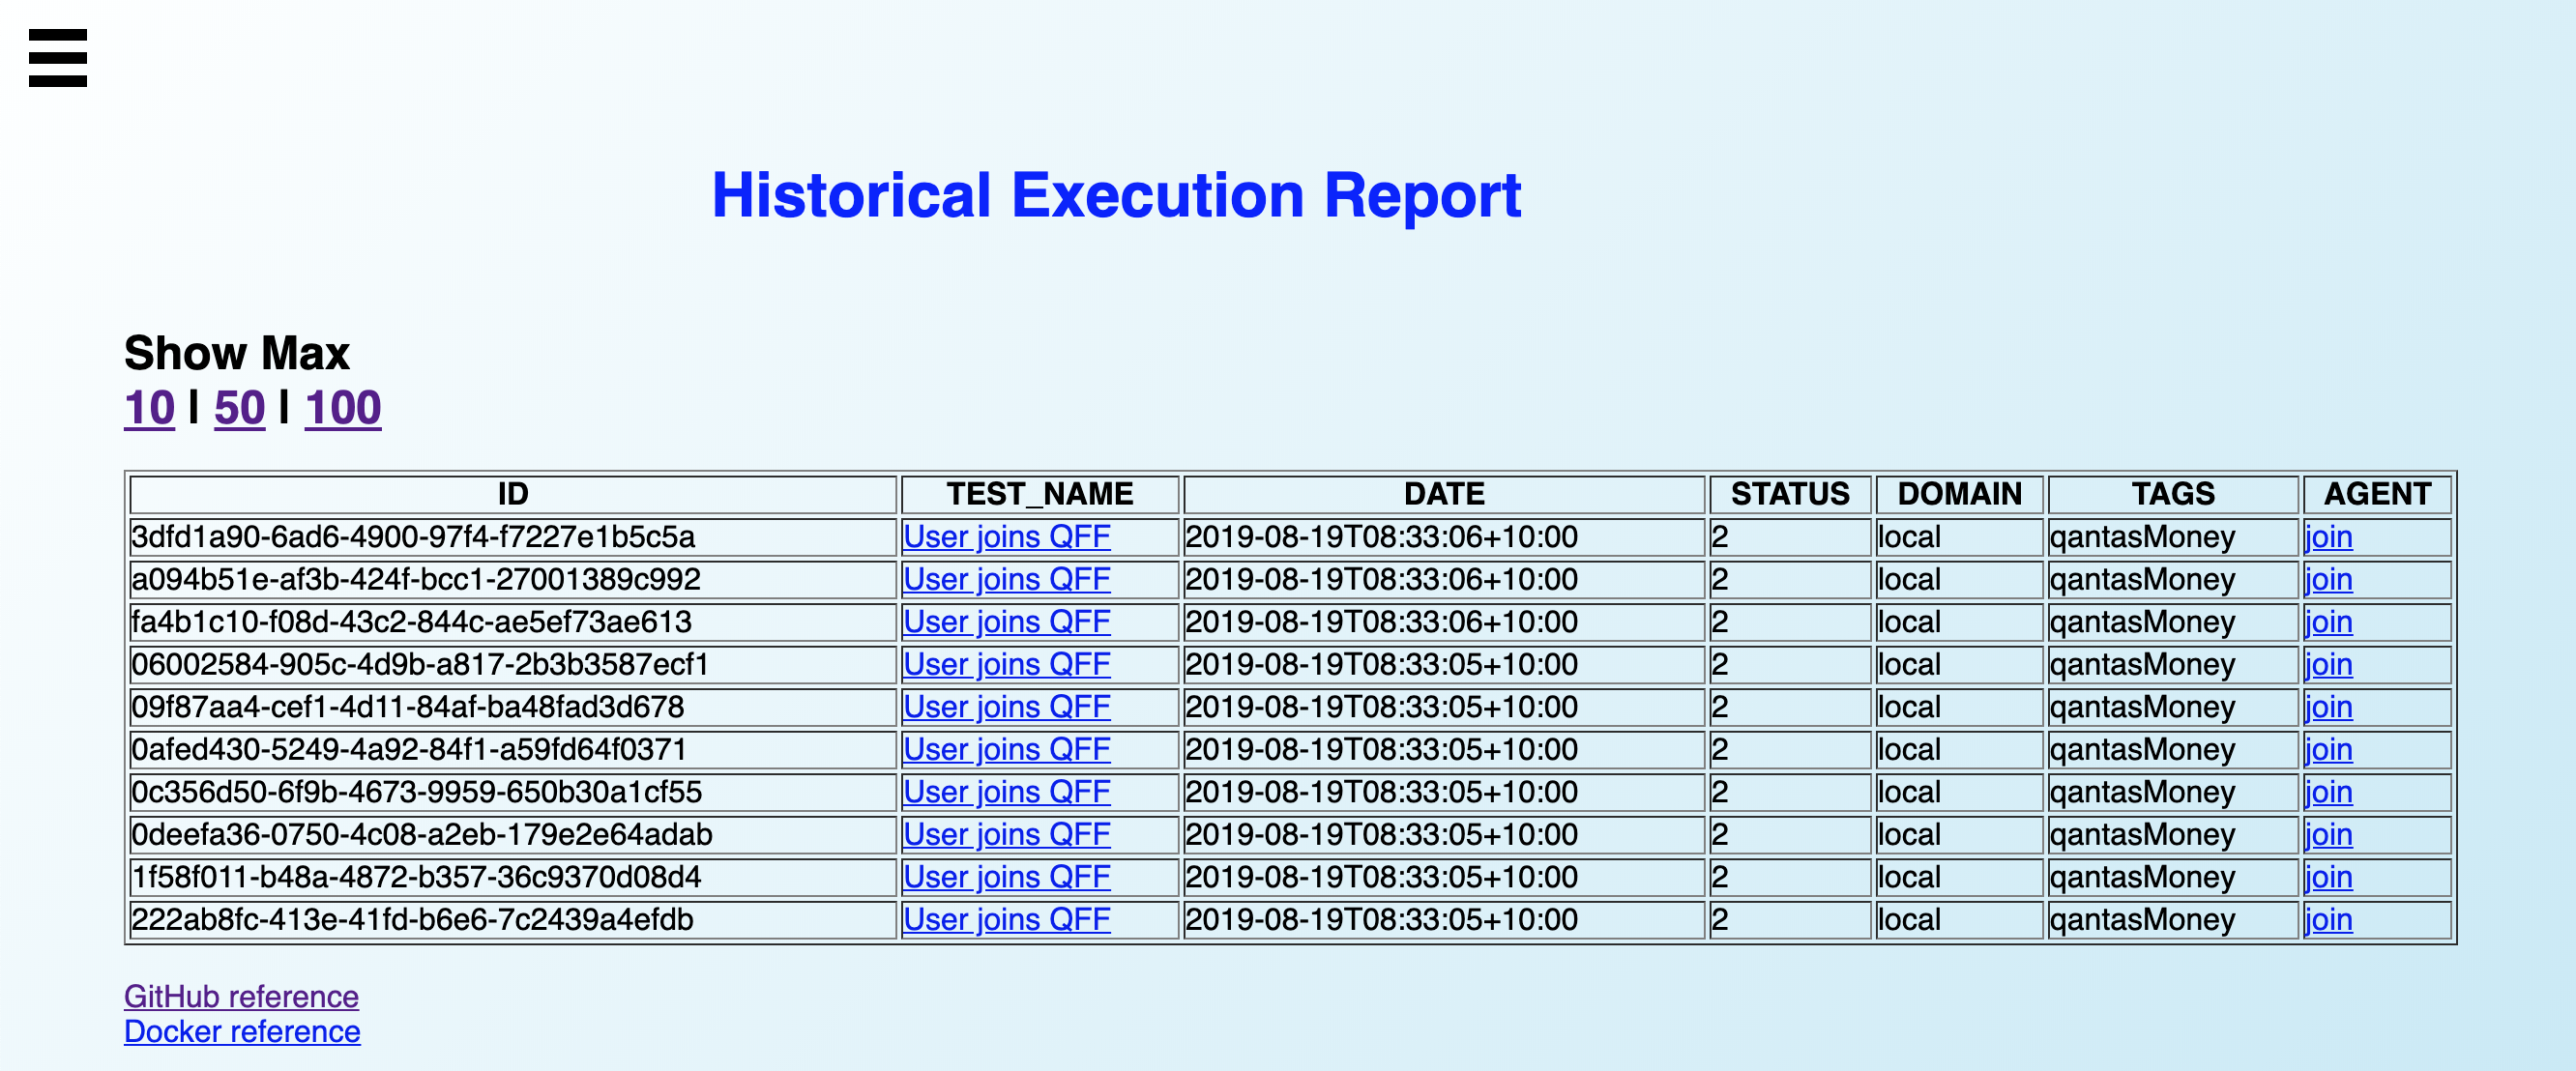 Historical Execution Report
Show Max
10 | 50 | 100
ID TEST_NAME DATE STATUS DOMAIN TAGS AGENT
3dfd1a90-6ad6-4900-97f4-f7227e1b5c5a User joins QFF 2019-08-19T08:33:06+10:00 2 local qantasMoney join
a094b51e-af3b-424f-bcc1-27001389c992 User joins QFF 2019-08-19T08:33:06+10:00 2 local qantasMoney join
fa4b1c10-f08d-43c2-844c-ae5ef73ae613 User joins QFF 2019-08-19T08:33:06+10:00 2 local qantasMoney join
06002584-905c-4d9b-a817-2b3b3587ecf1 User joins QFF 2019-08-19T08:33:05+10:00 2 local qantasMoney join
09f87aa4-cef1-4d11-84af-ba48fad3d678 User joins QFF 2019-08-19T08:33:05+10:00 2 local qantasMoney join
0afed430-5249-4a92-84f1-a59fd64f0371 User joins QFF 2019-08-19T08:33:05+10:00 2 local qantasMoney join
0c356d50-6f9b-4673-9959-650b30a1cf55 User joins QFF 2019-08-19T08:33:05+10:00 2 local qantasMoney join
0deefa36-0750-4c08-a2eb-179e2e64adab User joins QFF 2019-08-19T08:33:05+10:00 2 local qantasMoney join
1f58f011-b48a-4872-b357-36c9370d08d4 User joins QFF 2019-08-19T08:33:05+10:00 2 local qantasMoney join
222ab8fc-413e-41fd-b6e6-7c2439a4efdb User joins QFF 2019-08-19T08:33:05+10:00 2 local qantasMoney join
GitHub reference
Docker reference